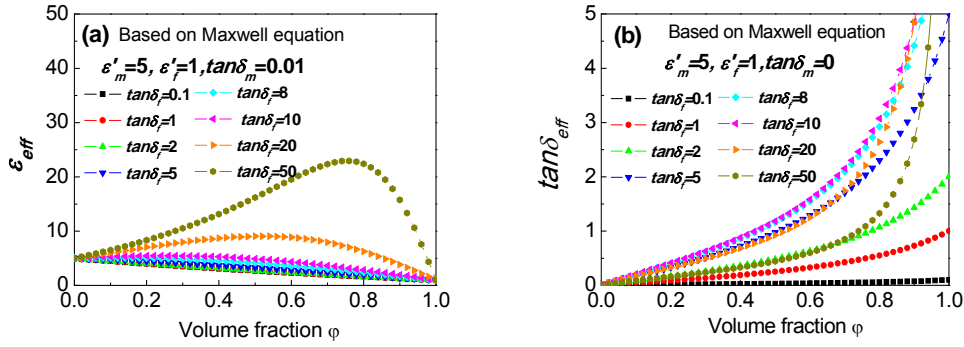 (a) Based on Maxwell equation
ε'm=5, ε'f=1,tanδm=0.01
tanδf=0.1 tanδf=8
tanδf=1 tanδf=10
tanδf=2 tanδf=20
tanδf=5 tanδf=50
50
40
30
20
10
0
εeff
0.0 0.2 0.4 0.6 0.8 1.0
Volume fraction φ
(b)
Based on Maxwell equation
ε'm=5, ε'f=1,tanδm=0
tanδf=0.1 tanδf=8
tanδf=1 tanδf=10
tanδf=2 tanδf=20
tanδf=5 tanδf=50
5
4
3
2
1
0
tanδeff
0.0 0.2 0.4 0.6 0.8 1.0
Volume fraction φ